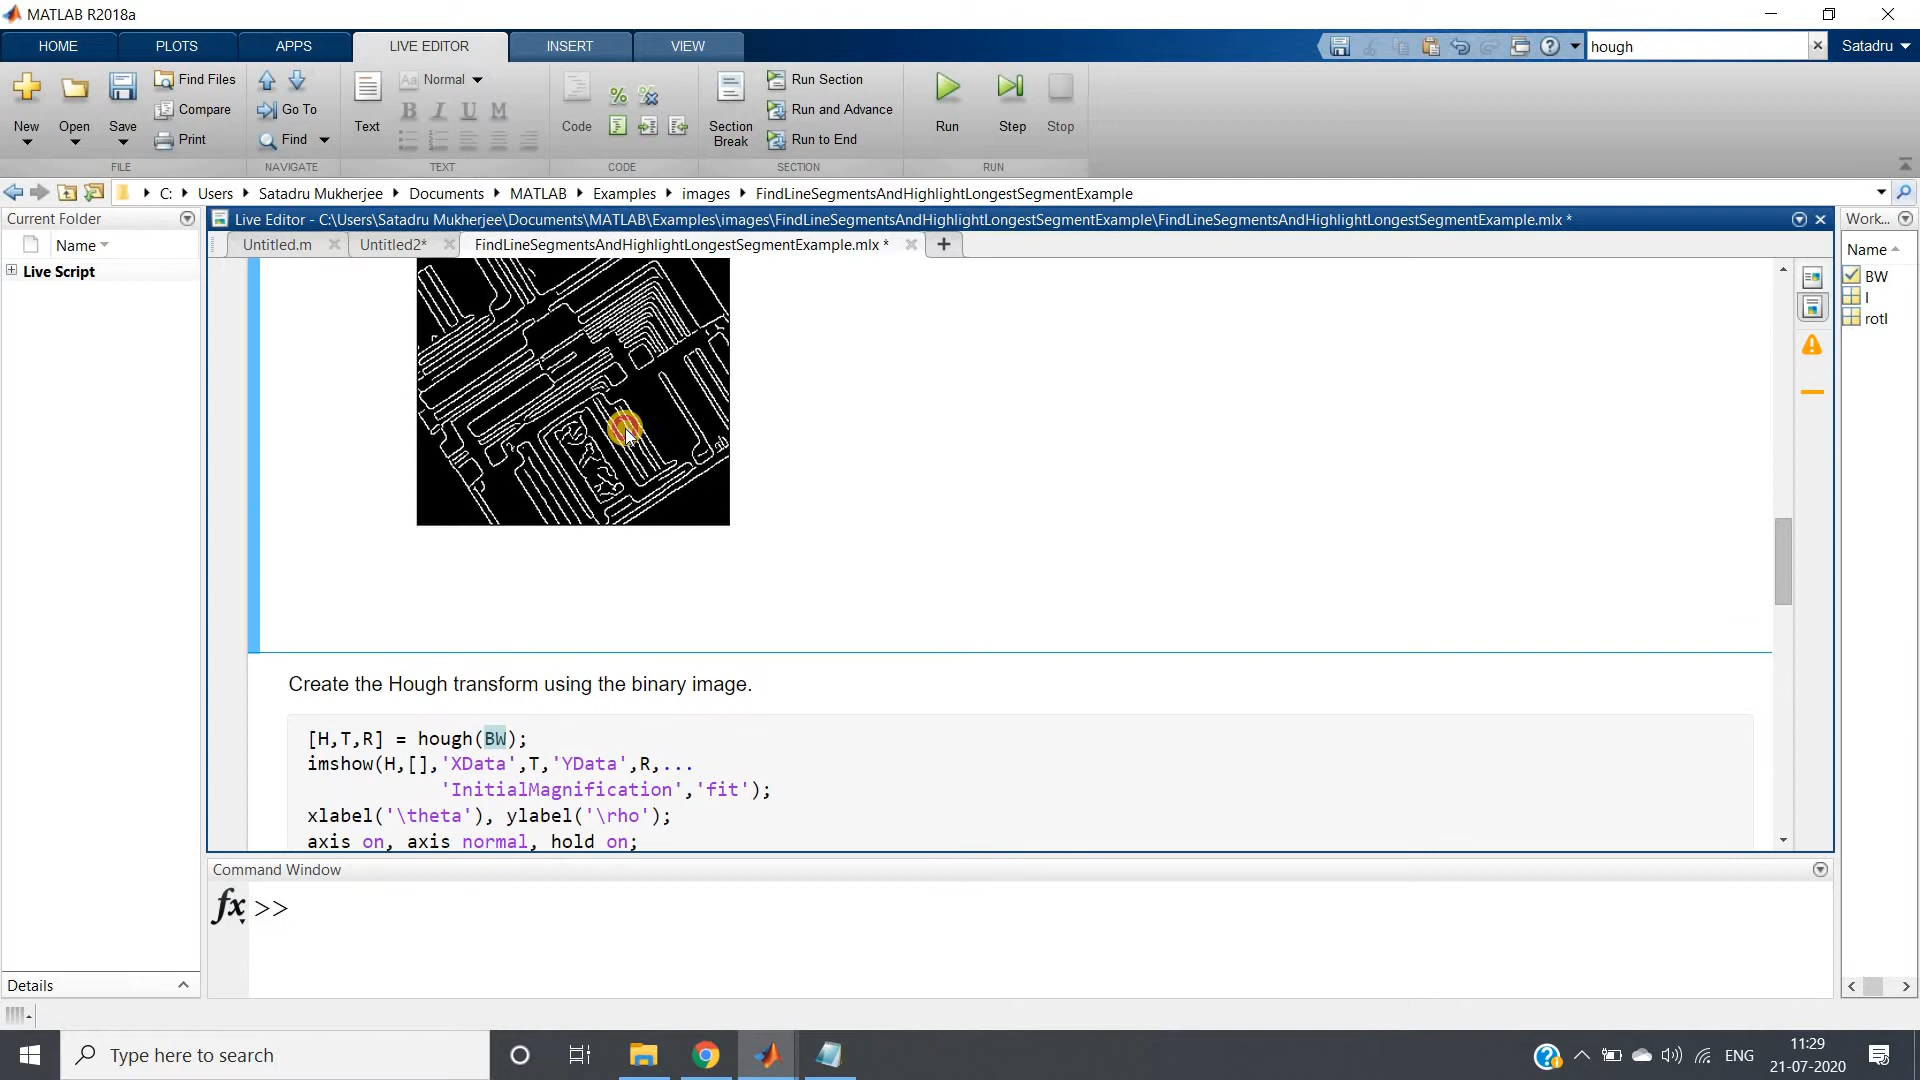 MATLAB R2018a
HOME
PLOTS
APPS
LIVE EDITOR
INSERT
VIEW
hough
Satadru
New
Open
Save
Find Files
Compare
Print
FILE
Go To
Find
NAVIGATE
Text
Aa Normal
B I U M
TEXT
Code
CODE
Section
Break
Run Section
Run and Advance
Run to End
SECTION
Run
Step
Stop
RUN
C: Users Satadru Mukherjee Documents MATLAB Examples images FindLineSegmentsAndHighlightLongestSegmentExample
Current Folder
Name
Live Script
Details
Live Editor - C:\Users\Satadru Mukherjee\Documents\MATLAB\Examples\images\FindLineSegmentsAndHighlightLongestSegmentExample\FindLineSegmentsAndHighlightLongestSegmentExample.mlx *
Untitled.m
Untitled2*
FindLineSegmentsAndHighlightLongestSegmentExample.mlx *
Create the Hough transform using the binary image.
[H,T,R] = hough(BW);
imshow(H,[],'XData',T,'YData',R,...
'InitialMagnification','fit');
xlabel('\theta'), ylabel('\rho');
axis on, axis normal, hold on;
Command Window
fx >>
Work...
Name
BW
I
rotI
Type here to search
ENG
11:29
21-07-2020